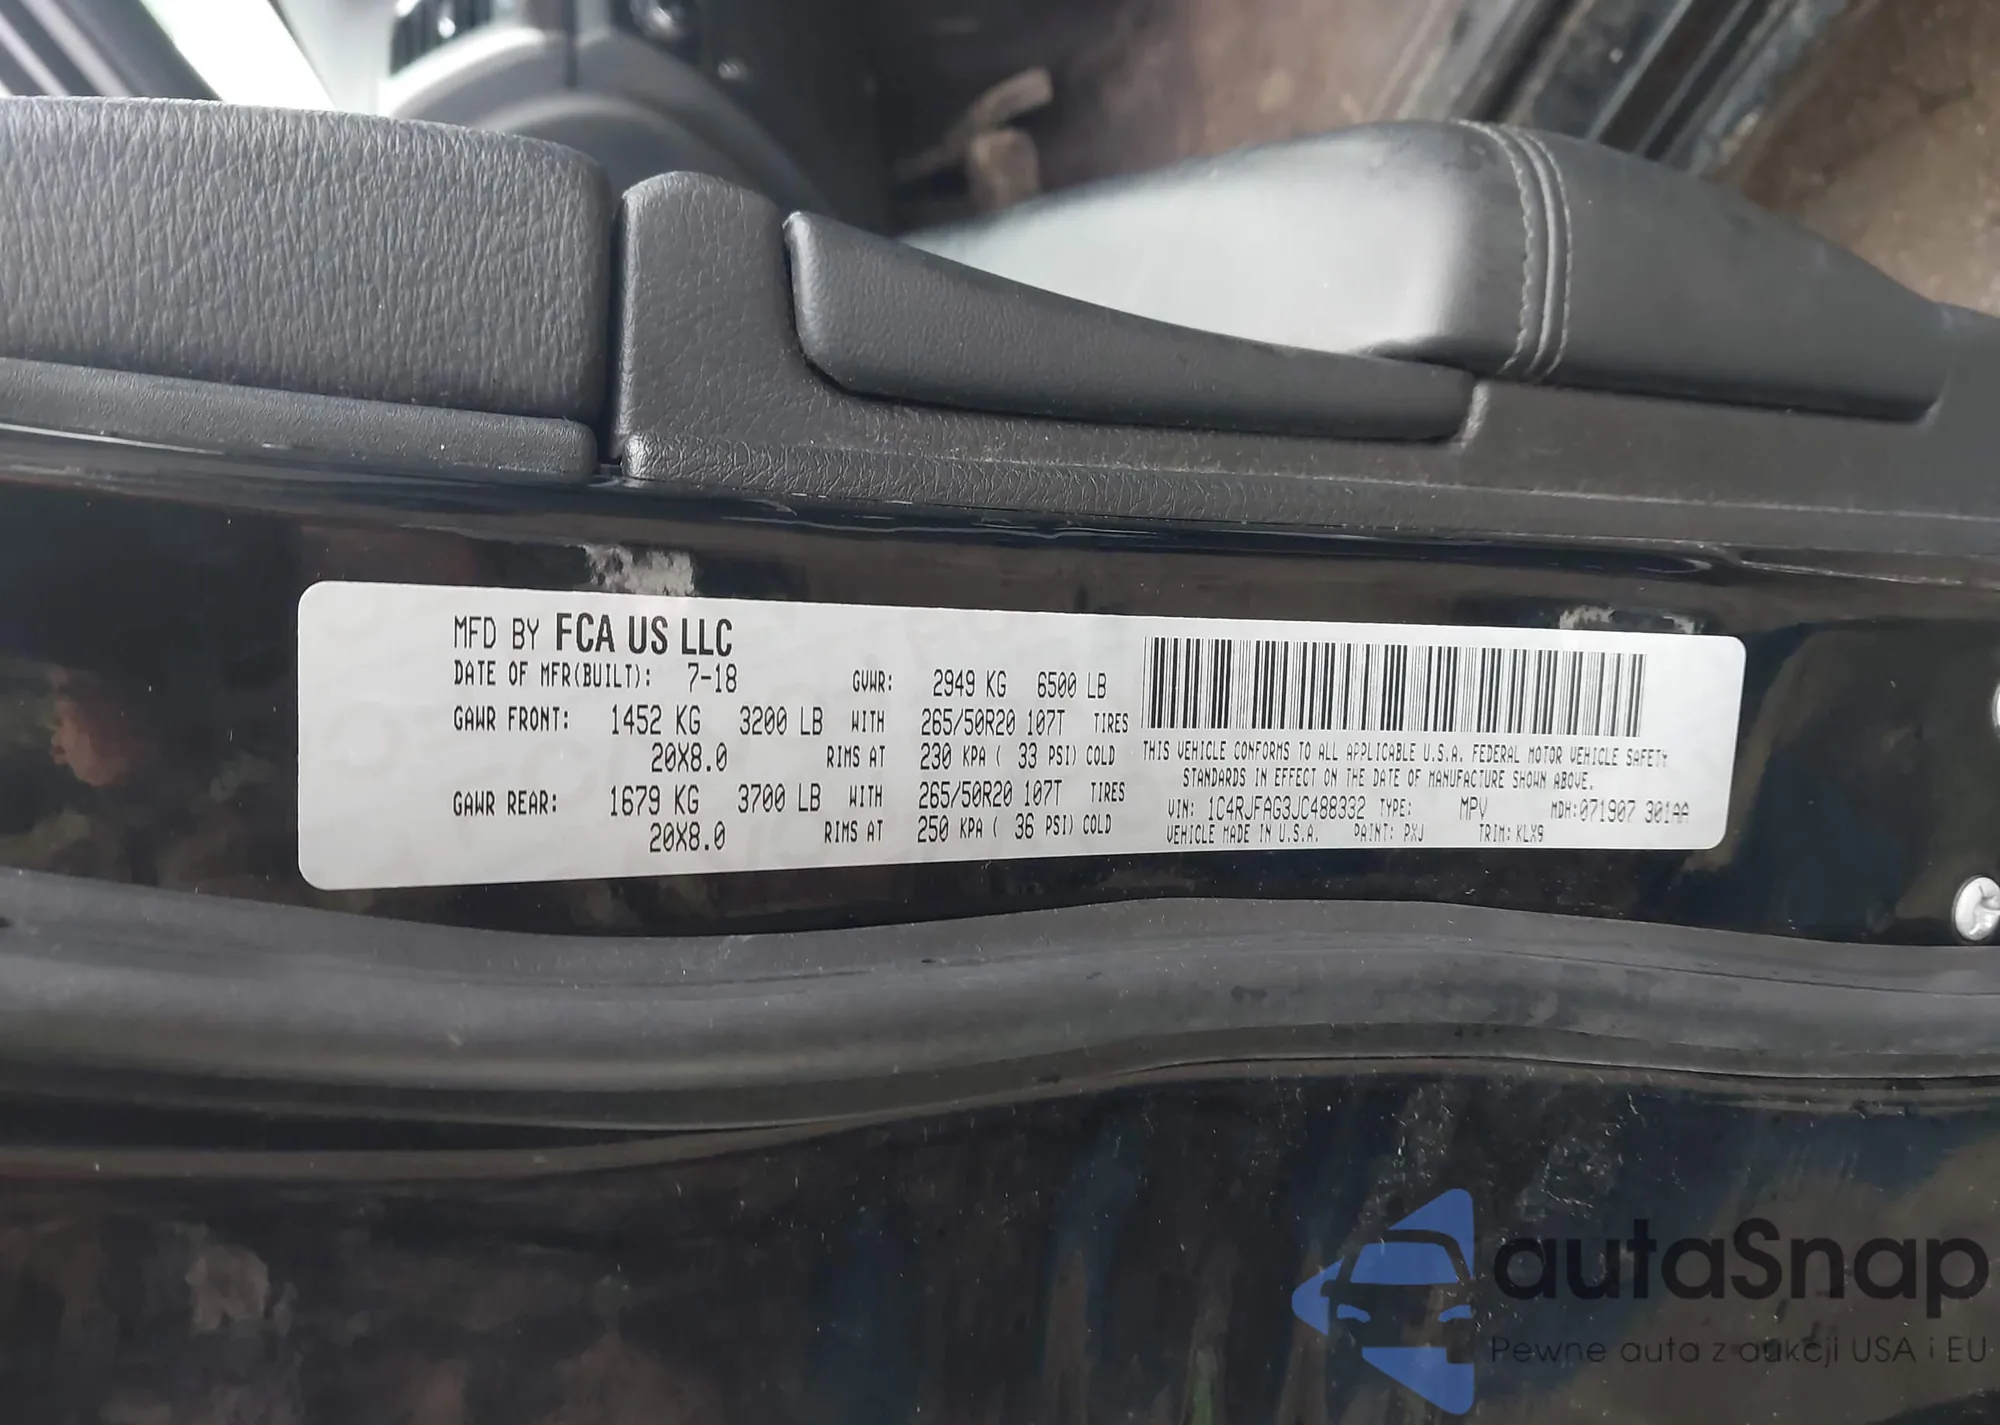 MFD BY FCA US LLC
DATE OF MFR(BUILT): 7-18 GVWR: 2949 KG 6500 LB
GAWR FRONT: 1452 KG 3200 LB WITH 265/50R20 107T TIRES
20X8.0 RIMS AT 230 KPA ( 33 PSI) COLD
GAWR REAR: 1679 KG 3700 LB WITH 265/50R20 107T TIRES
20X8.0 RIMS AT 250 KPA ( 36 PSI) COLD
THIS VEHICLE CONFORMS TO ALL APPLICABLE U.S.A. FEDERAL MOTOR VEHICLE SAFETY
STANDARDS IN EFFECT ON THE DATE OF MANUFACTURE SHOWN ABOVE.
VIN: 1C4RJFAG3JC488332 TYPE: MPV MDH:071907 301AA
VEHICLE MADE IN U.S.A. PAINT: PXJ TRIM: KLX9
autaSnap
Pewne auta z aukcji USA i EU